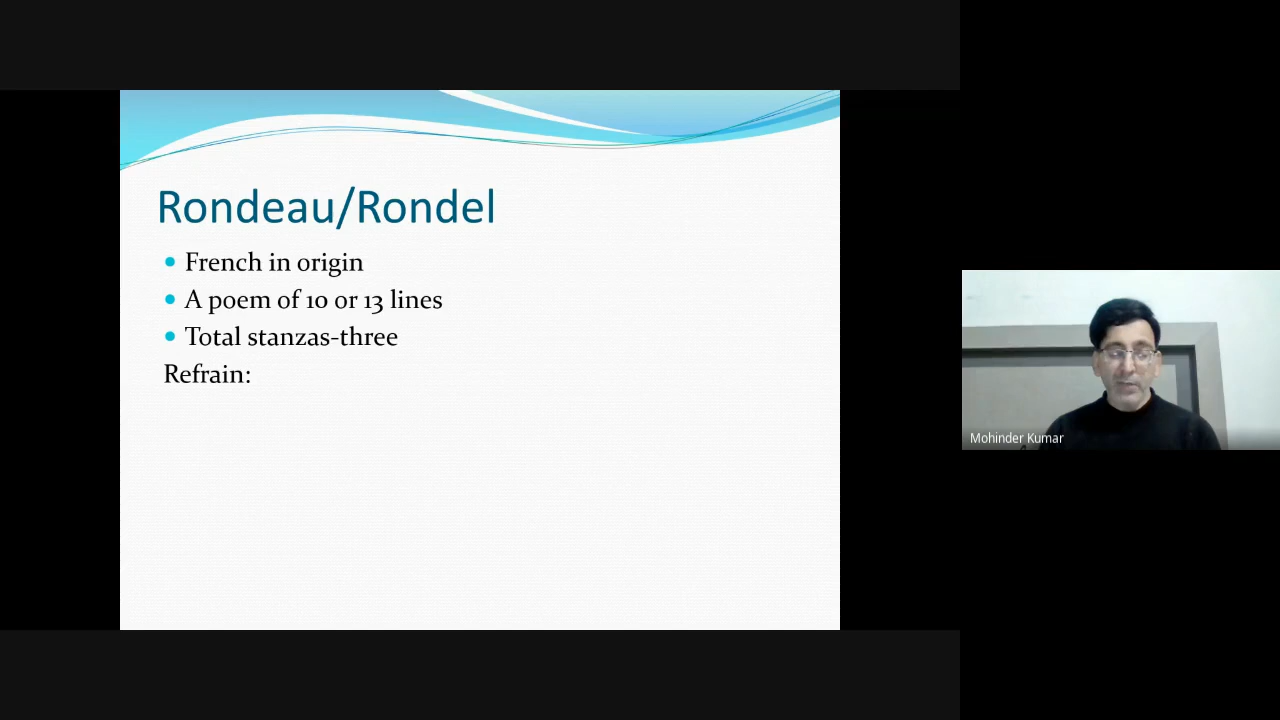 Rondeau/Rondel
French in origin
A poem of 10 or 13 lines
Total stanzas-three
Refrain:
Mohinder Kumar